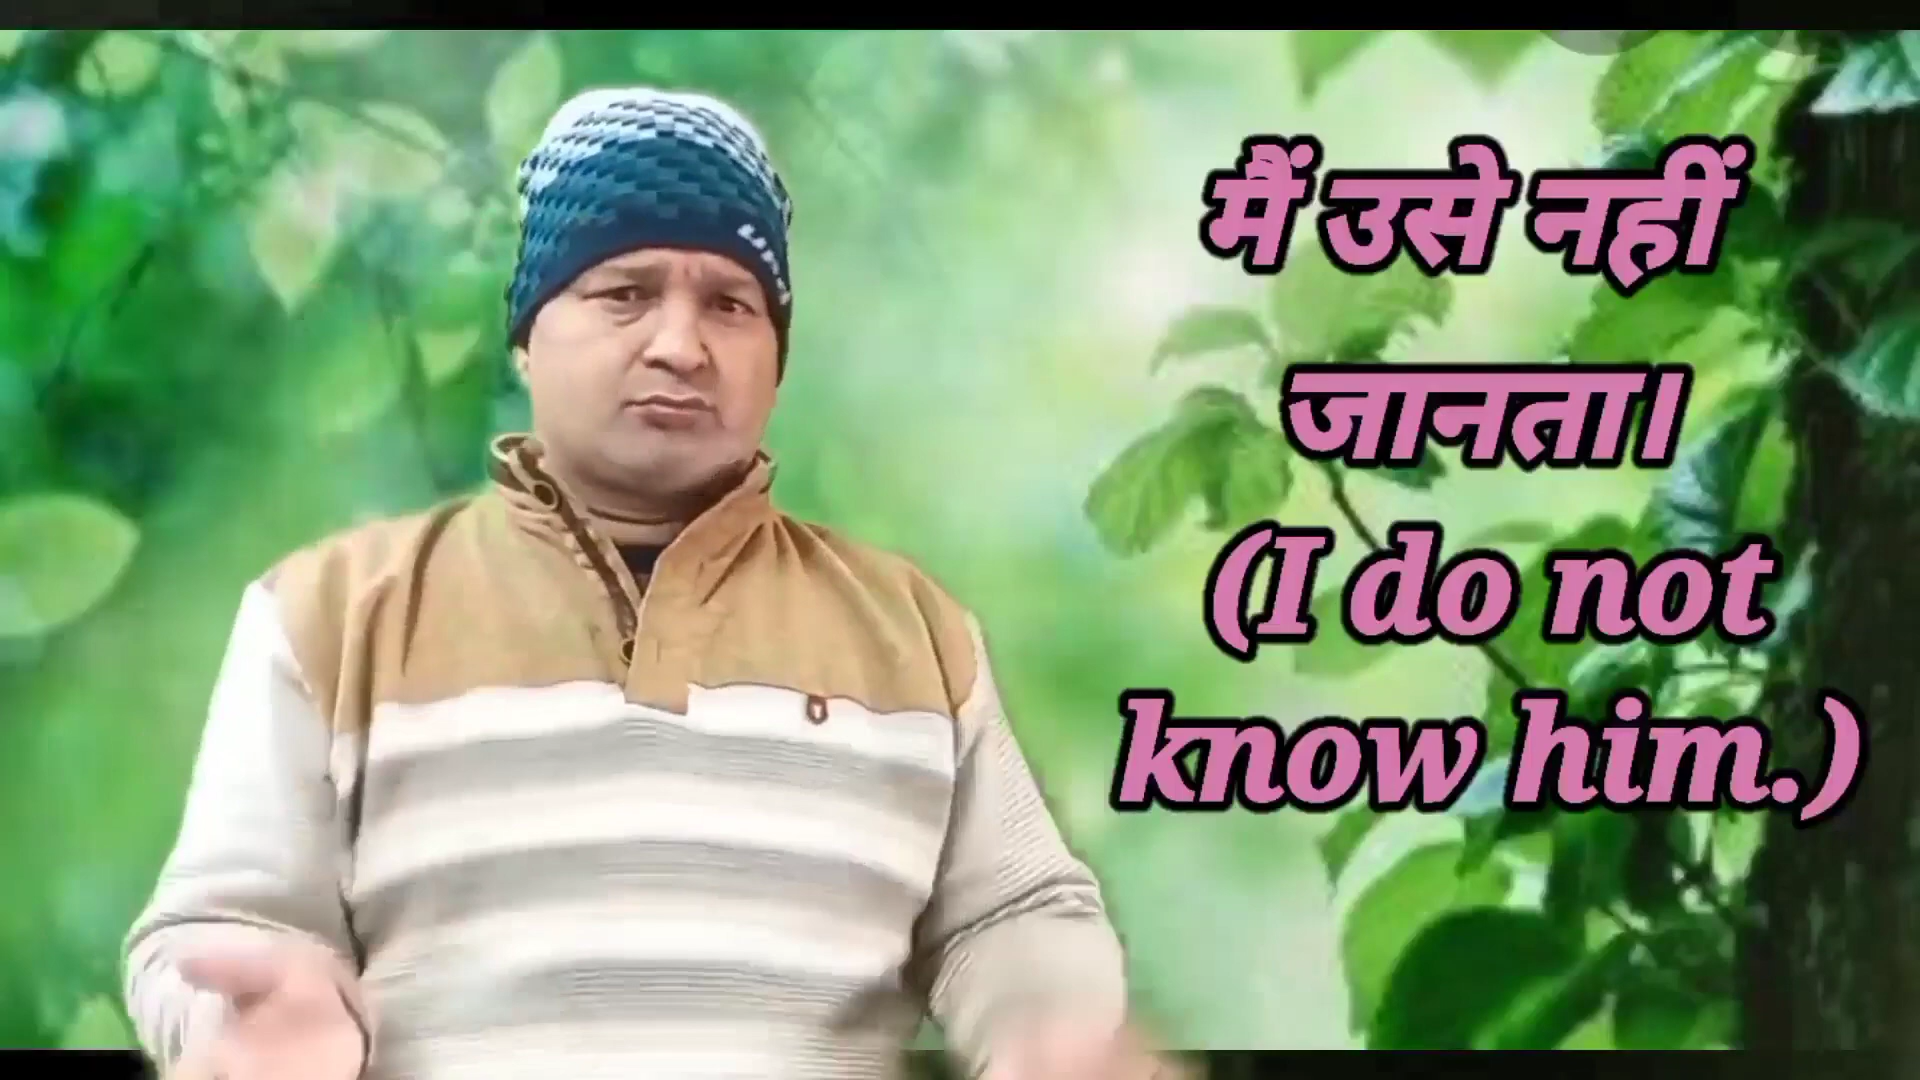 मैं उसे नहीं
जानता।
(I do not
know him.)